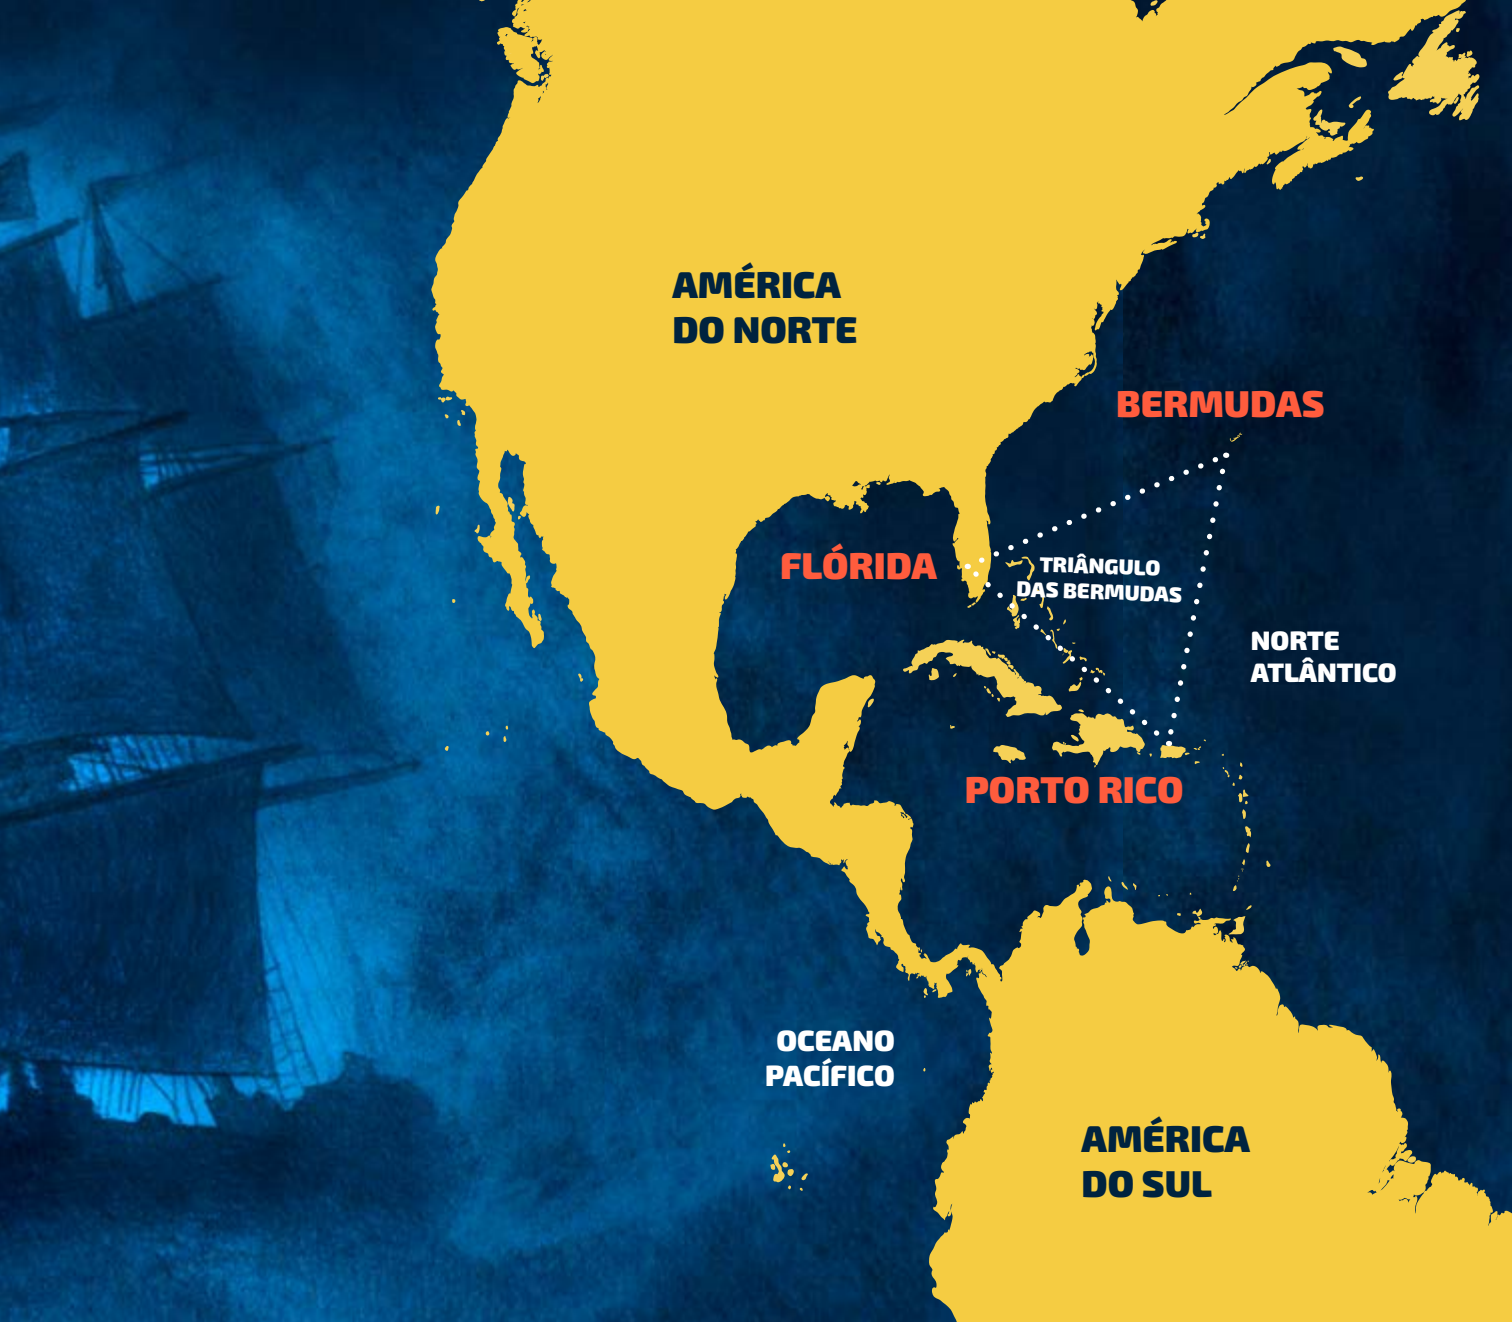 AMÉRICA
DO NORTE
BERMUDAS
FLÓRIDA
TRIÂNGULO
DAS BERMUDAS
NORTE
ATLÂNTICO
PORTO RICO
OCEANO
PACÍFICO
AMÉRICA
DO SUL